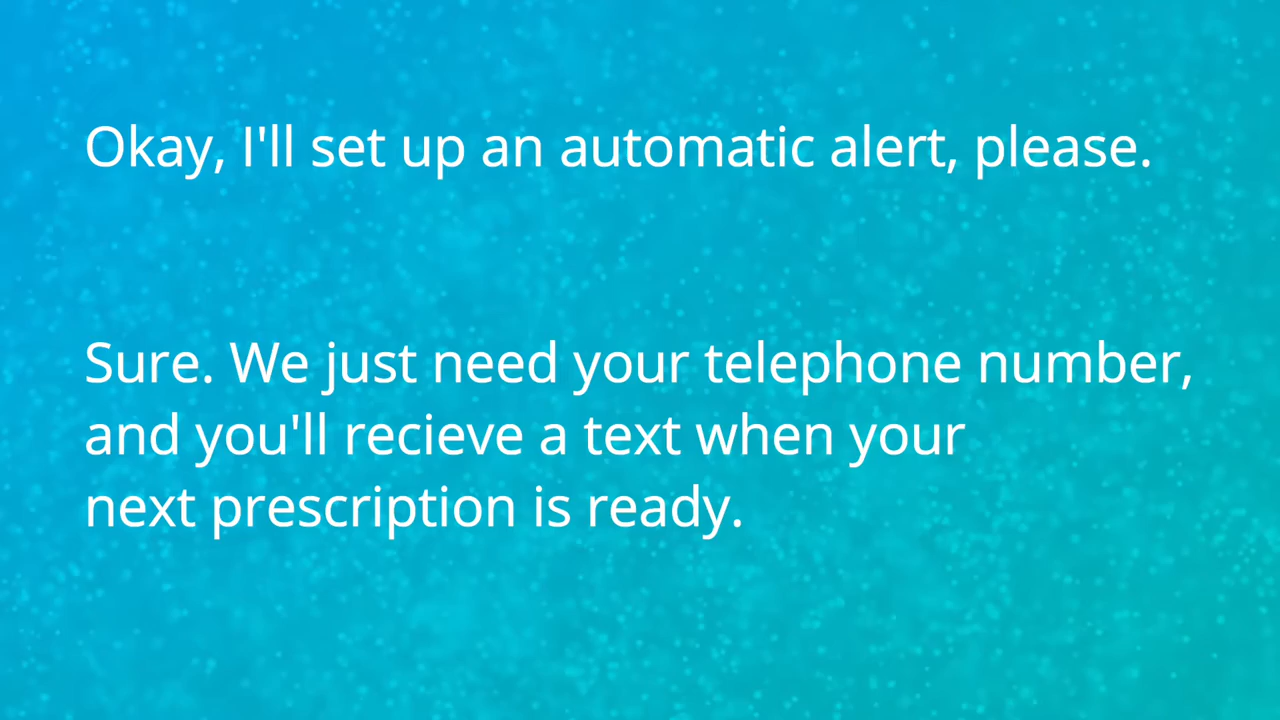 Okay, I'll set up an automatic alert, please.
Sure. We just need your telephone number,
and you'll recieve a text when your
next prescription is ready.